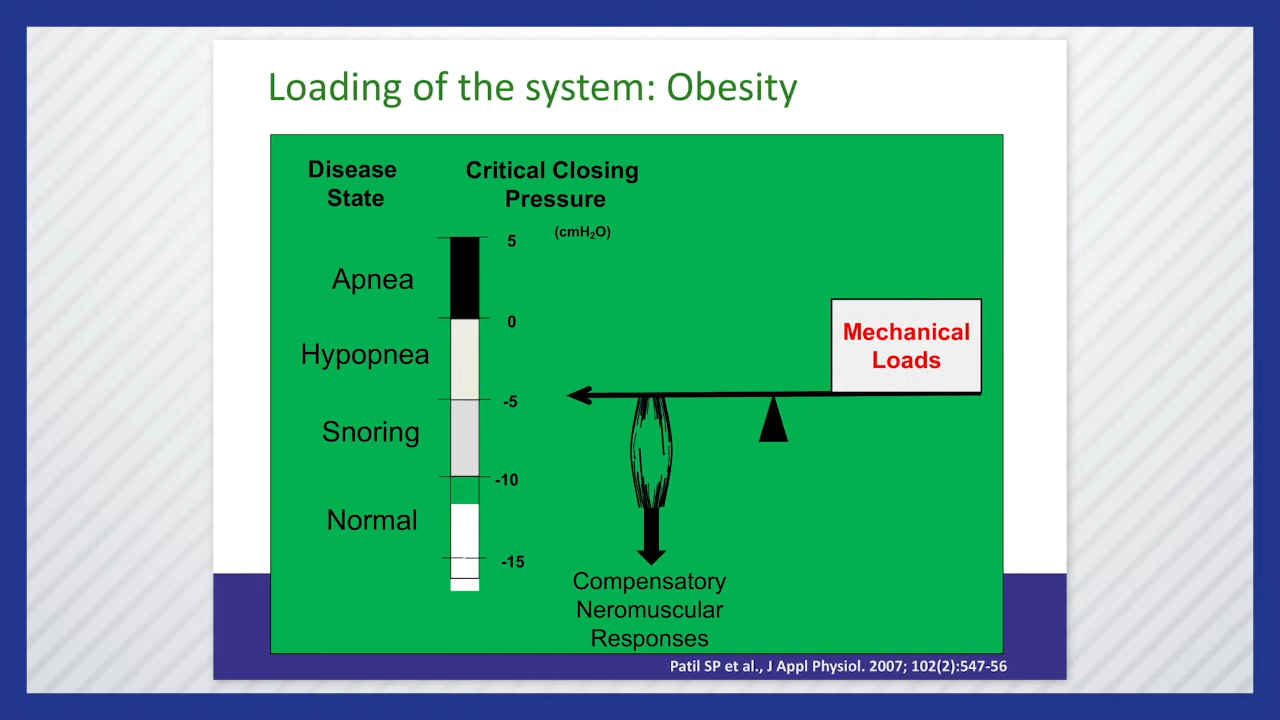 Loading of the system: Obesity
Disease
State
Critical Closing
Pressure
(cmH₂O)
5
Apnea
0
Hypopnea
-5
Snoring
-10
Normal
-15
Mechanical
Loads
Compensatory
Neromuscular
Responses
Patil SP et al., J Appl Physiol. 2007; 102(2):547-56